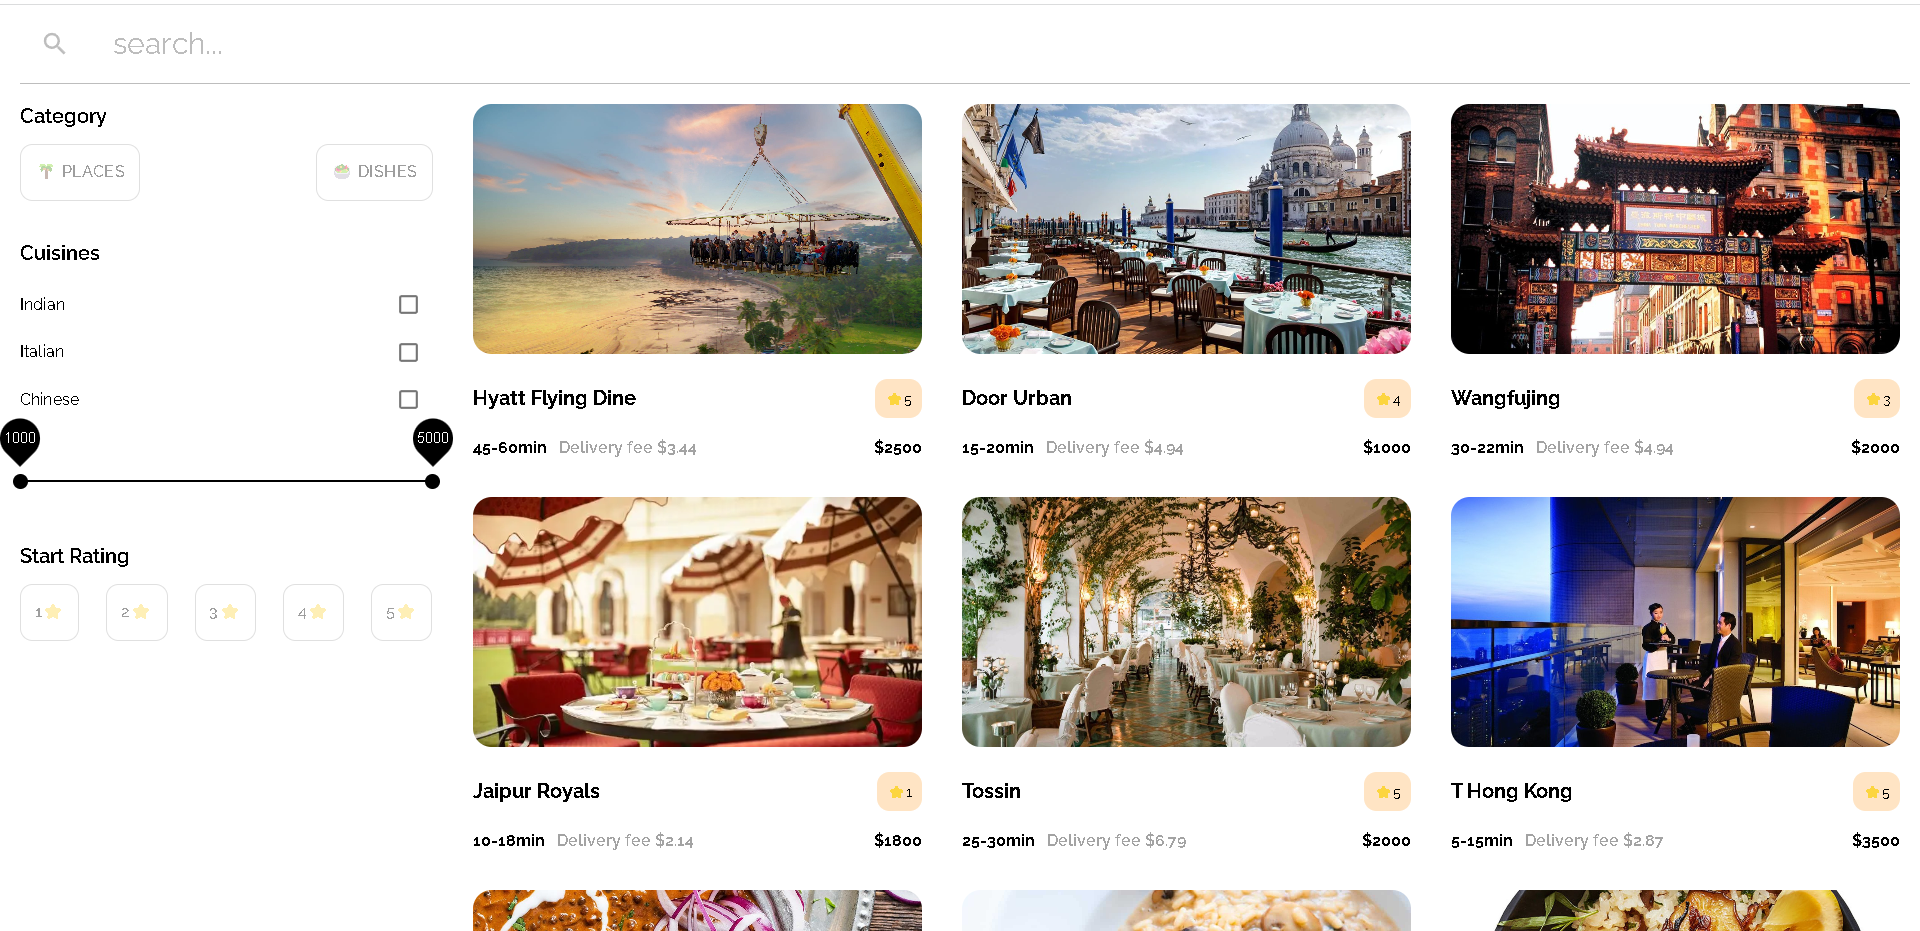 search...
Category
PLACES
DISHES
Cuisines
Indian
Italian
Chinese
1000
5000
Start Rating
1
2
3
4
5
Hyatt Flying Dine
5
45-60min Delivery fee $3.44
$2500
Door Urban
4
15-20min Delivery fee $4.94
$1000
Wangfujing
3
30-22min Delivery fee $4.94
$2000
Jaipur Royals
1
10-18min Delivery fee $2.14
$1800
Tossin
5
25-30min Delivery fee $6.79
$2000
T Hong Kong
5
5-15min Delivery fee $2.87
$3500